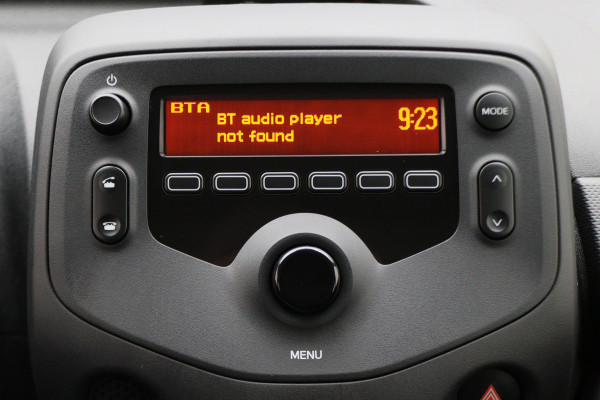 BTA
BT audio player
not found
9:23
MODE
MENU